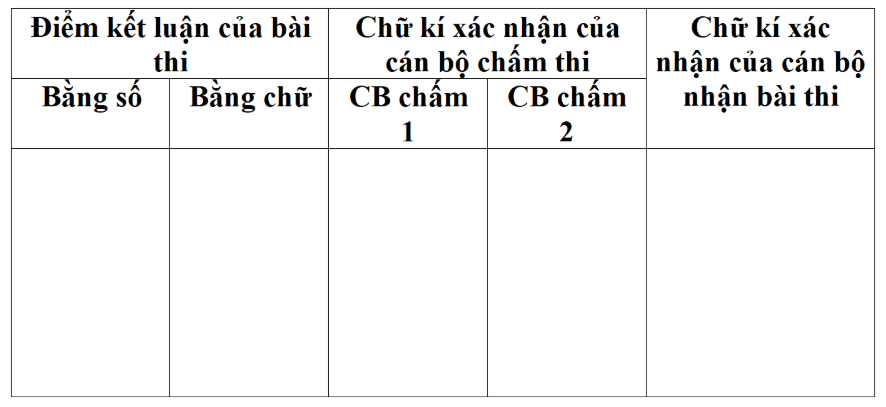 Điểm kết luận của bài
thi
Chữ kí xác nhận của
cán bộ chấm thi
Chữ kí xác
nhận của cán bộ
nhận bài thi
Bằng số
Bằng chữ
CB chấm
1
CB chấm
2